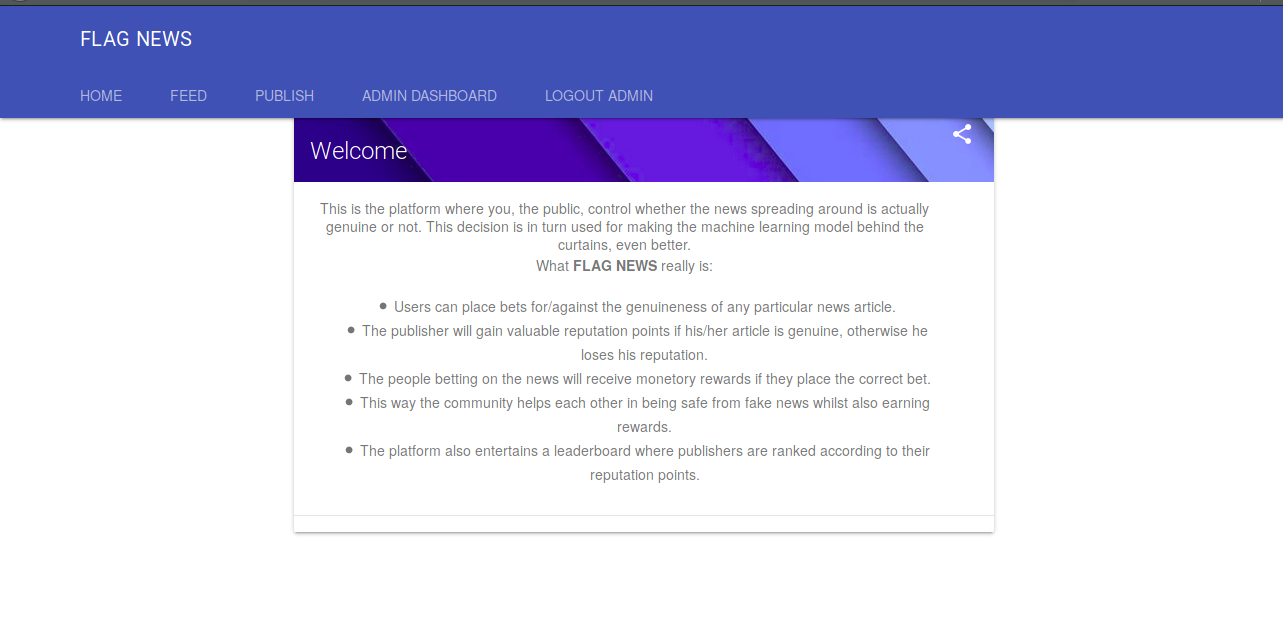 FLAG NEWS
HOME FEED PUBLISH ADMIN DASHBOARD LOGOUT ADMIN
Welcome
This is the platform where you, the public, control whether the news spreading around is actually
genuine or not. This decision is in turn used for making the machine learning model behind the
curtains, even better.
What FLAG NEWS really is:
● Users can place bets for/against the genuineness of any particular news article.
● The publisher will gain valuable reputation points if his/her article is genuine, otherwise he
loses his reputation.
● The people betting on the news will receive monetory rewards if they place the correct bet.
● This way the community helps each other in being safe from fake news whilst also earning
rewards.
● The platform also entertains a leaderboard where publishers are ranked according to their
reputation points.